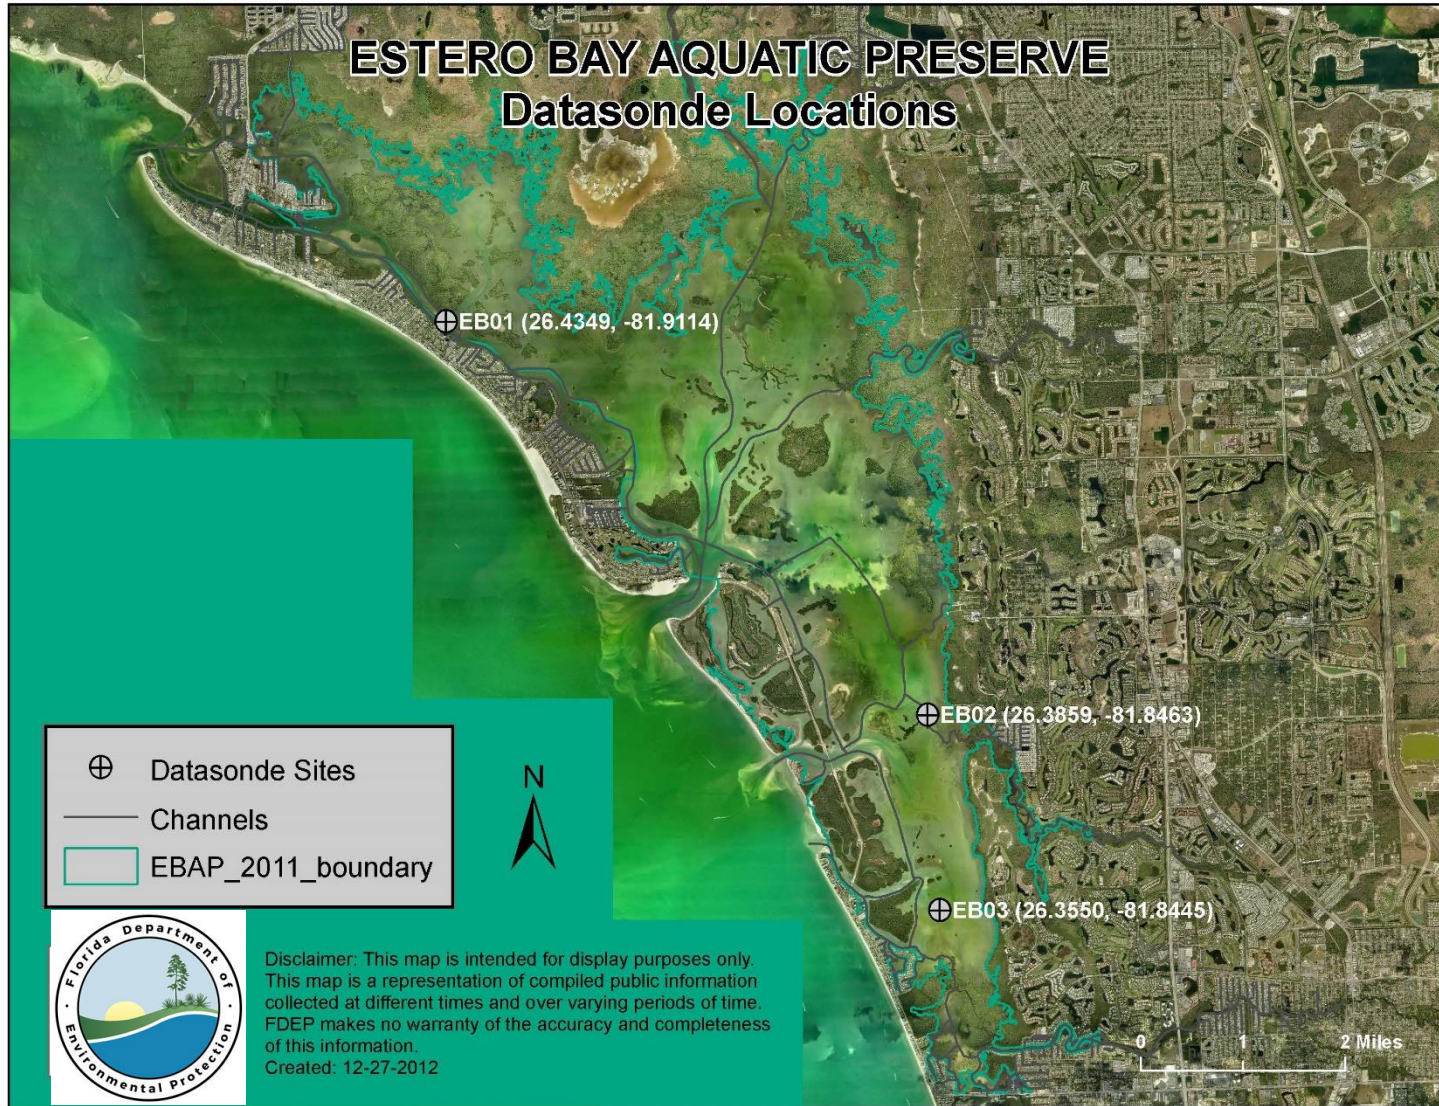 ESTERO BAY AQUATIC PRESERVE
Datasonde Locations
EB01 (26.4349, -81.9114)
EB02 (26.3859, -81.8463)
EB03 (26.3550, -81.8445)
Datasonde Sites
Channels
EBAP_2011_boundary
N
Florida Department of
Environmental Protection
Disclaimer: This map is intended for display purposes only.
This map is a representation of compiled public information
collected at different times and over varying periods of time.
FDEP makes no warranty of the accuracy and completeness
of this information.
Created: 12-27-2012
0 1 2 Miles